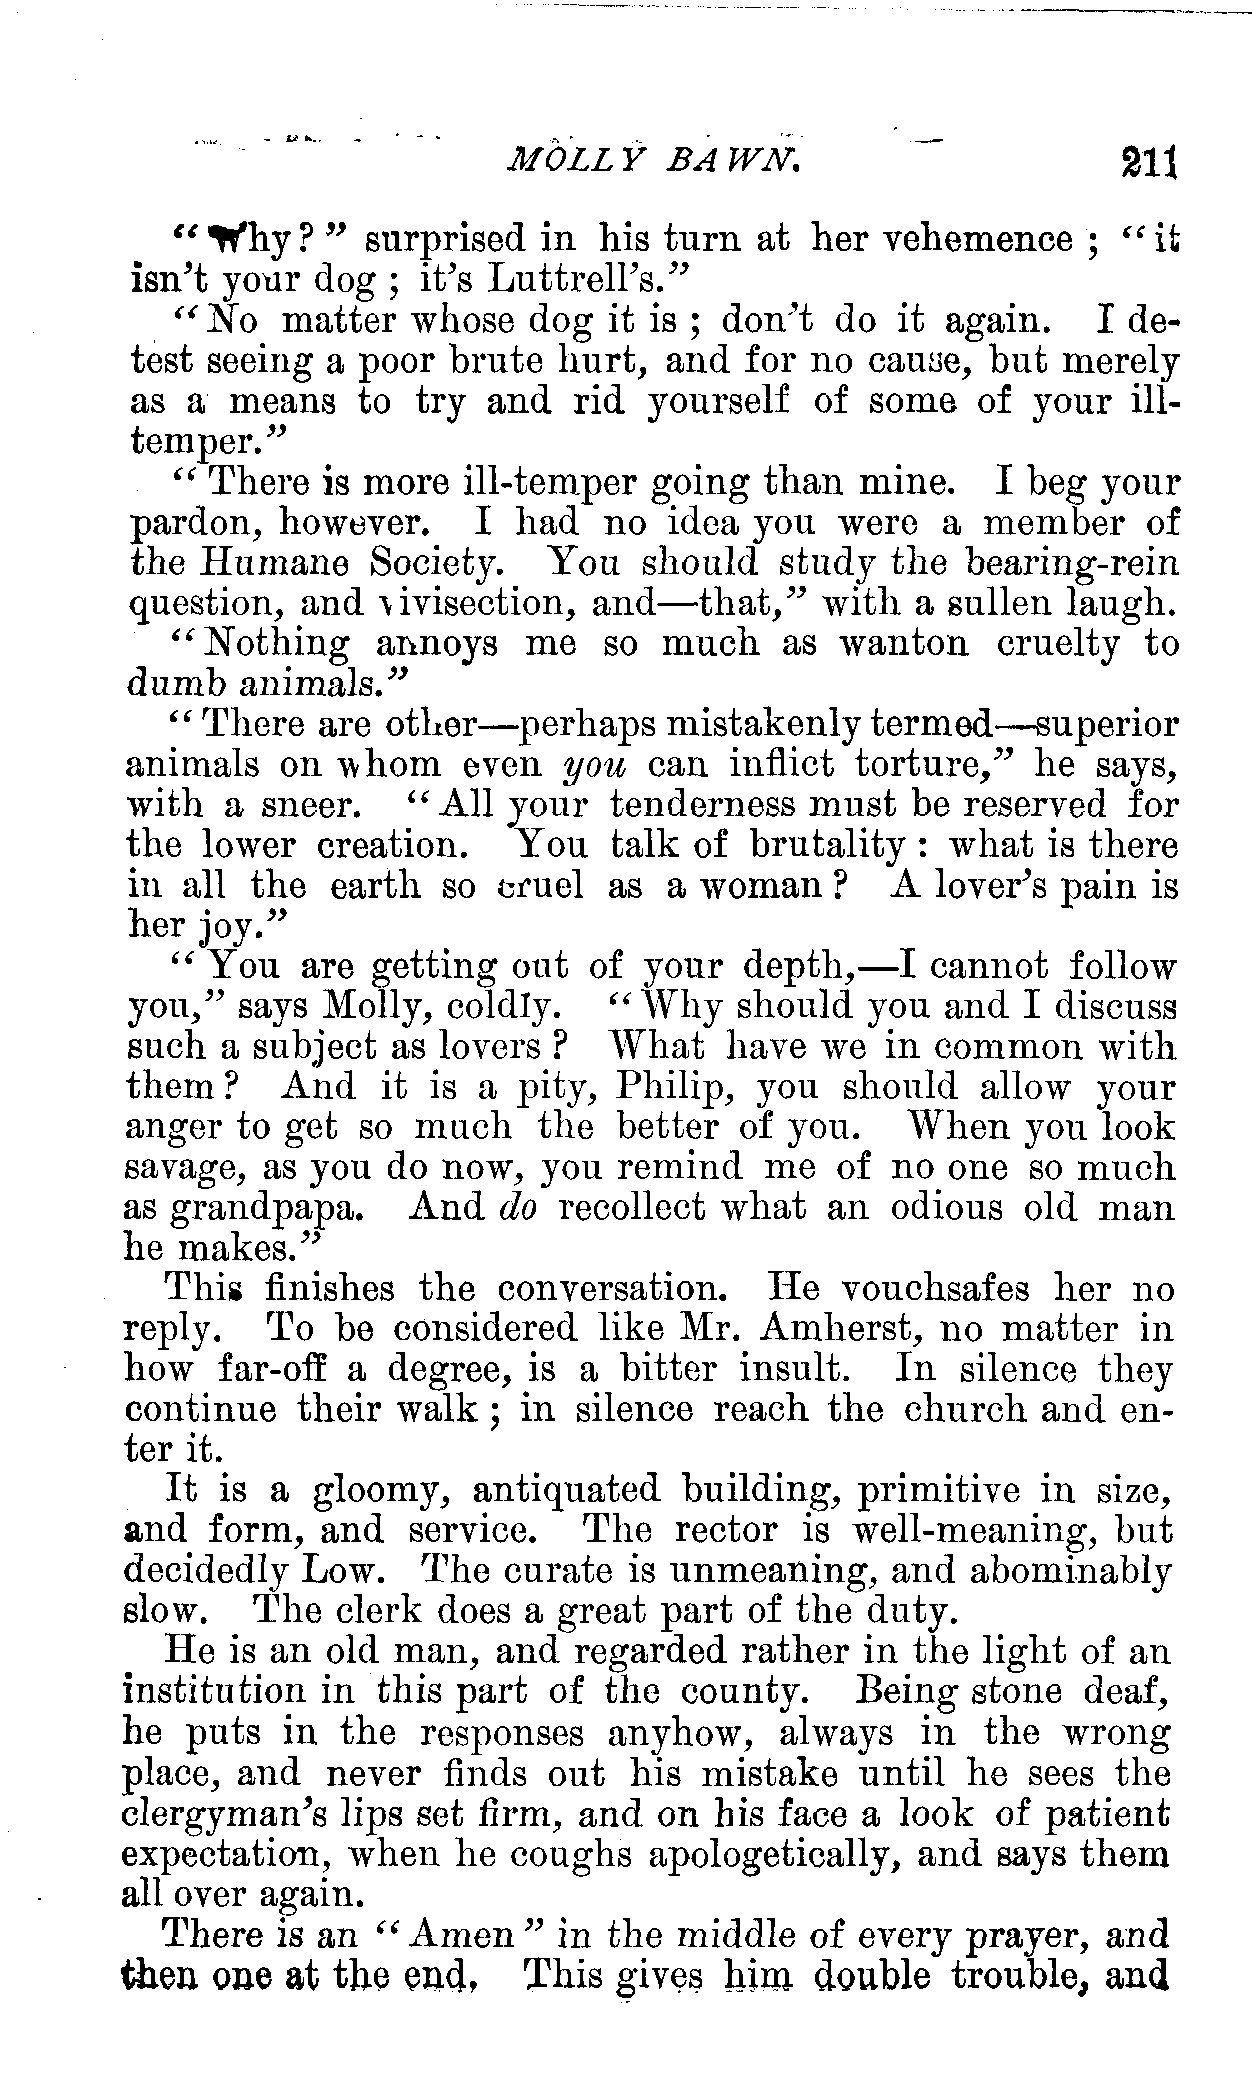 MOLLY BAWN. 211
"Why?" surprised in his turn at her vehemence; "it
isn't your dog; it's Luttrell's."
"No matter whose dog it is; don't do it again. I de-
test seeing a poor brute hurt, and for no cause, but merely
as a means to try and rid yourself of some of your ill-
temper."
"There is more ill-temper going than mine. I beg your
pardon, however. I had no idea you were a member of
the Humane Society. You should study the bearing-rein
question, and vivisection, and—that," with a sullen laugh.
"Nothing annoys me so much as wanton cruelty to
dumb animals."
"There are other—perhaps mistakenly termed—superior
animals on whom even you can inflict torture," he says,
with a sneer. "All your tenderness must be reserved for
the lower creation. You talk of brutality: what is there
in all the earth so cruel as a woman? A lover's pain is
her joy."
"You are getting out of your depth,—I cannot follow
you," says Molly, coldly. "Why should you and I discuss
such a subject as lovers? What have we in common with
them? And it is a pity, Philip, you should allow your
anger to get so much the better of you. When you look
savage, as you do now, you remind me of no one so much
as grandpapa. And do recollect what an odious old man
he makes."
This finishes the conversation. He vouchsafes her no
reply. To be considered like Mr. Amherst, no matter in
how far-off a degree, is a bitter insult. In silence they
continue their walk; in silence reach the church and en-
ter it.
It is a gloomy, antiquated building, primitive in size,
and form, and service. The rector is well-meaning, but
decidedly Low. The curate is unmeaning, and abominably
slow. The clerk does a great part of the duty.
He is an old man, and regarded rather in the light of an
institution in this part of the county. Being stone deaf,
he puts in the responses anyhow, always in the wrong
place, and never finds out his mistake until he sees the
clergyman's lips set firm, and on his face a look of patient
expectation, when he coughs apologetically, and says them
all over again.
There is an "Amen" in the middle of every prayer, and
then one at the end. This gives him double trouble, and